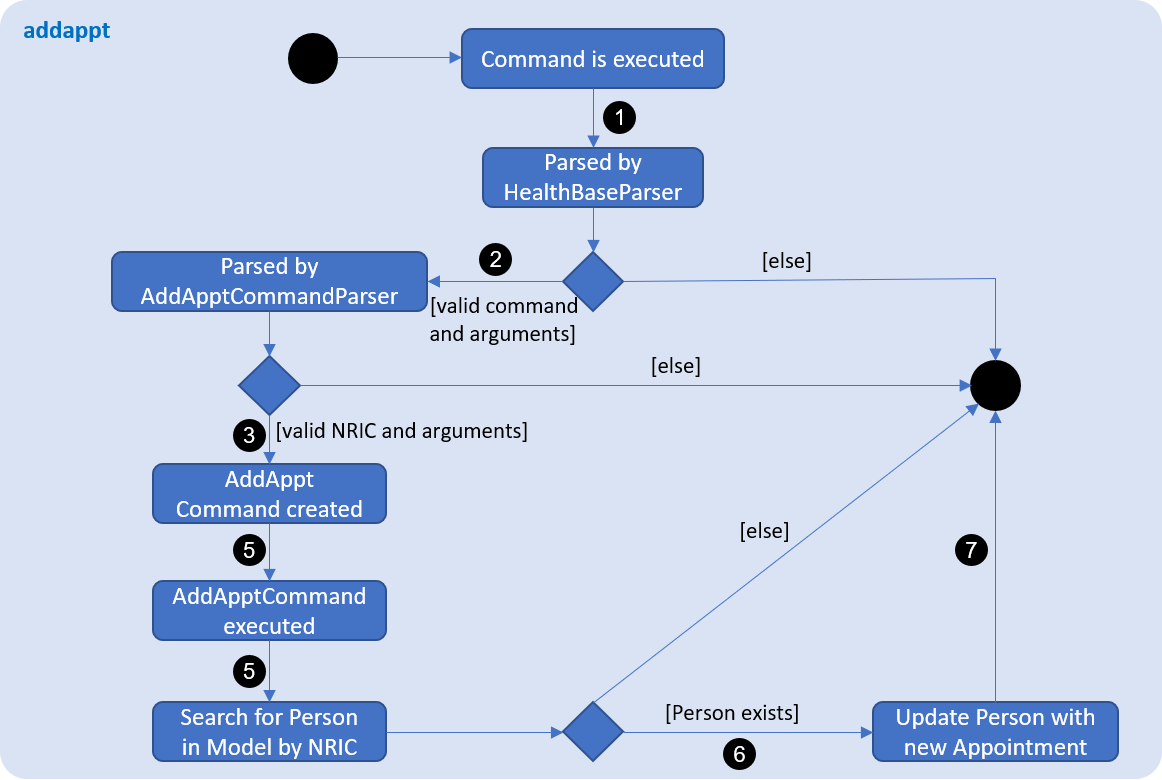 addappt
Command is executed
1
Parsed by
HealthBaseParser
2
[else]
Parsed by
AddApptCommandParser
[valid command
and arguments]
[else]
3
[valid NRIC and arguments]
AddAppt
Command created
5
[else]
7
AddApptCommand
executed
5
Search for Person
in Model by NRIC
[Person exists]
6
Update Person with
new Appointment